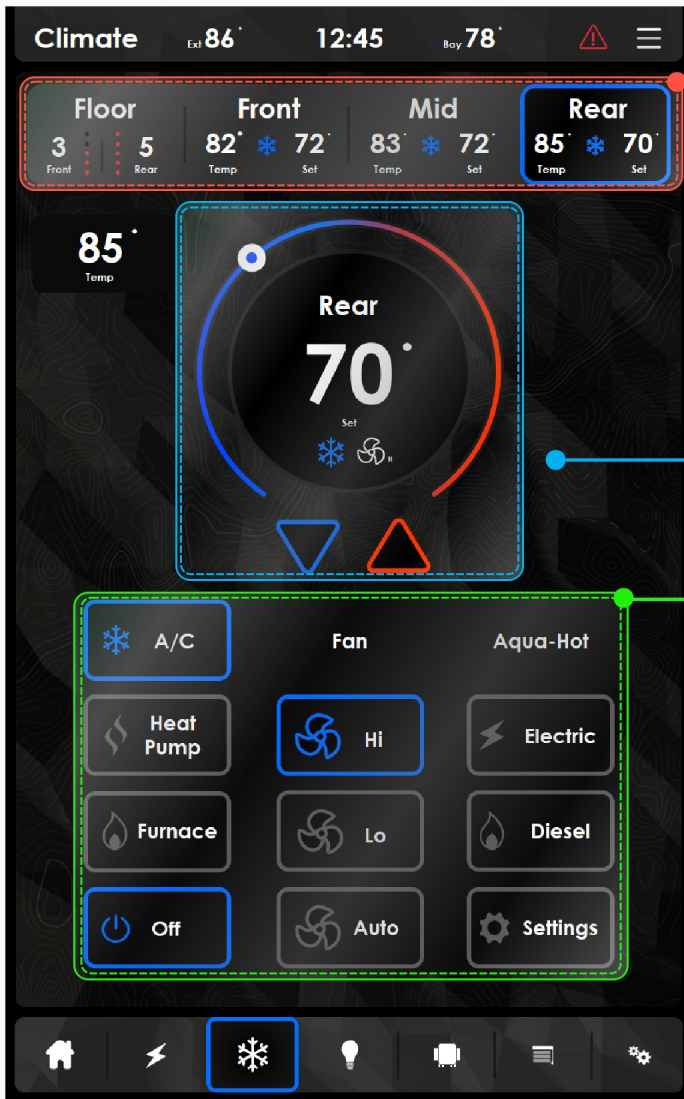 Climate Ext 86° 12:45 Bay 78°
Floor Front Mid Rear
3 5 82° 72° 83° 72° 85° 70°
Front Rear Temp Set Temp Set Temp Set
85°
Temp
Rear
70°
Set
H
A/C Fan Aqua-Hot
Heat
Pump
Hi Electric
Furnace Lo Diesel
Off Auto Settings